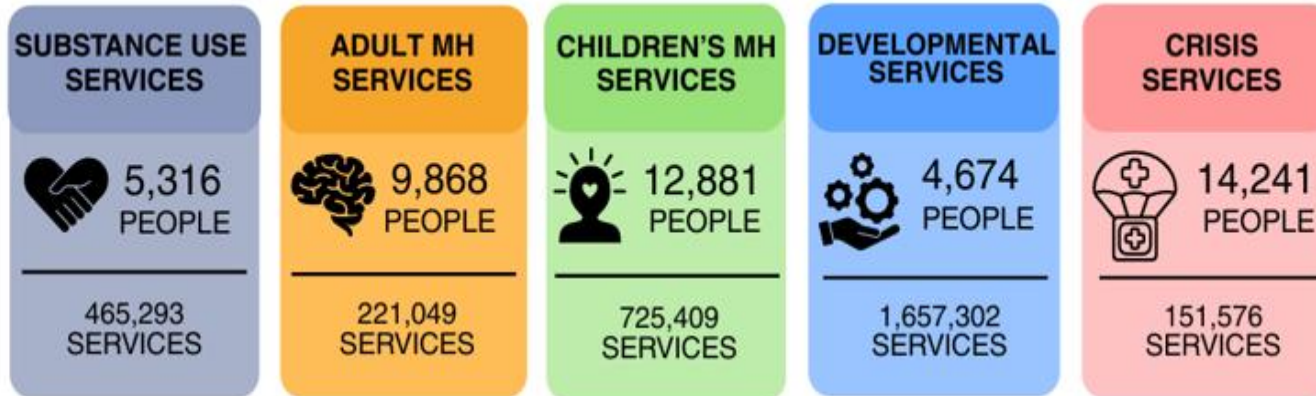 SUBSTANCE USE
SERVICES
5,316
PEOPLE
465,293
SERVICES
ADULT MH
SERVICES
9,868
PEOPLE
221,049
SERVICES
CHILDREN'S MH
SERVICES
12,881
PEOPLE
725,409
SERVICES
DEVELOPMENTAL
SERVICES
4,674
PEOPLE
1,657,302
SERVICES
CRISIS
SERVICES
14,241
PEOPLE
151,576
SERVICES